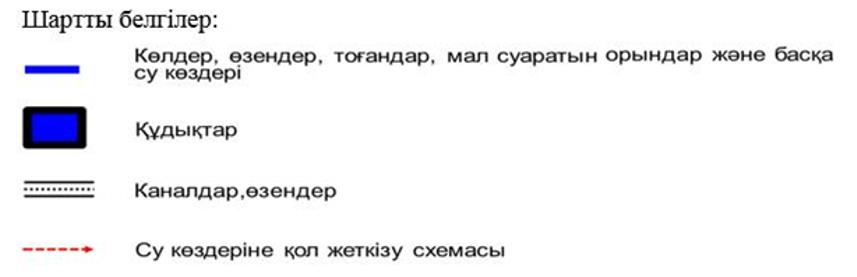 Шартты белгілер:
Көлдер, өзендер, тоғандар, мал суаратын орындар және басқа
су көздері
Құдықтар
Каналдар,өзендер
Су көздеріне қол жеткізу схемасы